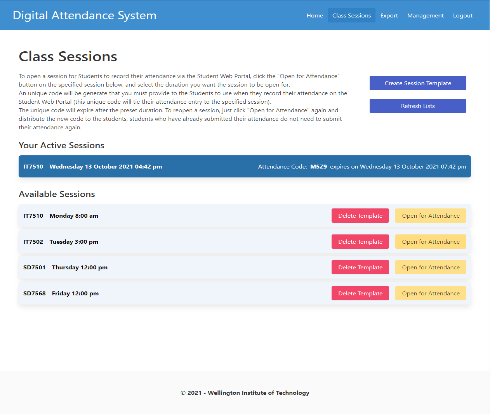 Digital Attendance System
Home Class Sessions Export Management Logout
Class Sessions
To open a session for Students to record their attendance via the Student Web Portal, click the "Open for Attendance"
button on the specified session below, and select the duration you want the session to be open for.
An unique code will be generate that you must provide to the Students to use when they record their attendance on the
Student Web Portal (this unique code will tie their attendance entry to the specified session).
The unique code will expire after the preset duration. To reopen a session, just click "Open for Attendance" again and
distribute the new code to the students, students who have already submitted their attendance do not need to submit
their attendance again.
Create Session Template
Refresh Lists
Your Active Sessions
IT7510 Wednesday 13 October 2021 04:42 pm Attendance Code: M5Z9 expires on Wednesday 13 October 2021 07:42 pm
Available Sessions
IT7510 Monday 8:00 am Delete Template Open for Attendance
IT7502 Tuesday 3:00 pm Delete Template Open for Attendance
SD7501 Thursday 12:00 pm Delete Template Open for Attendance
SD7568 Friday 12:00 pm Delete Template Open for Attendance
© 2021 - Wellington Institute of Technology